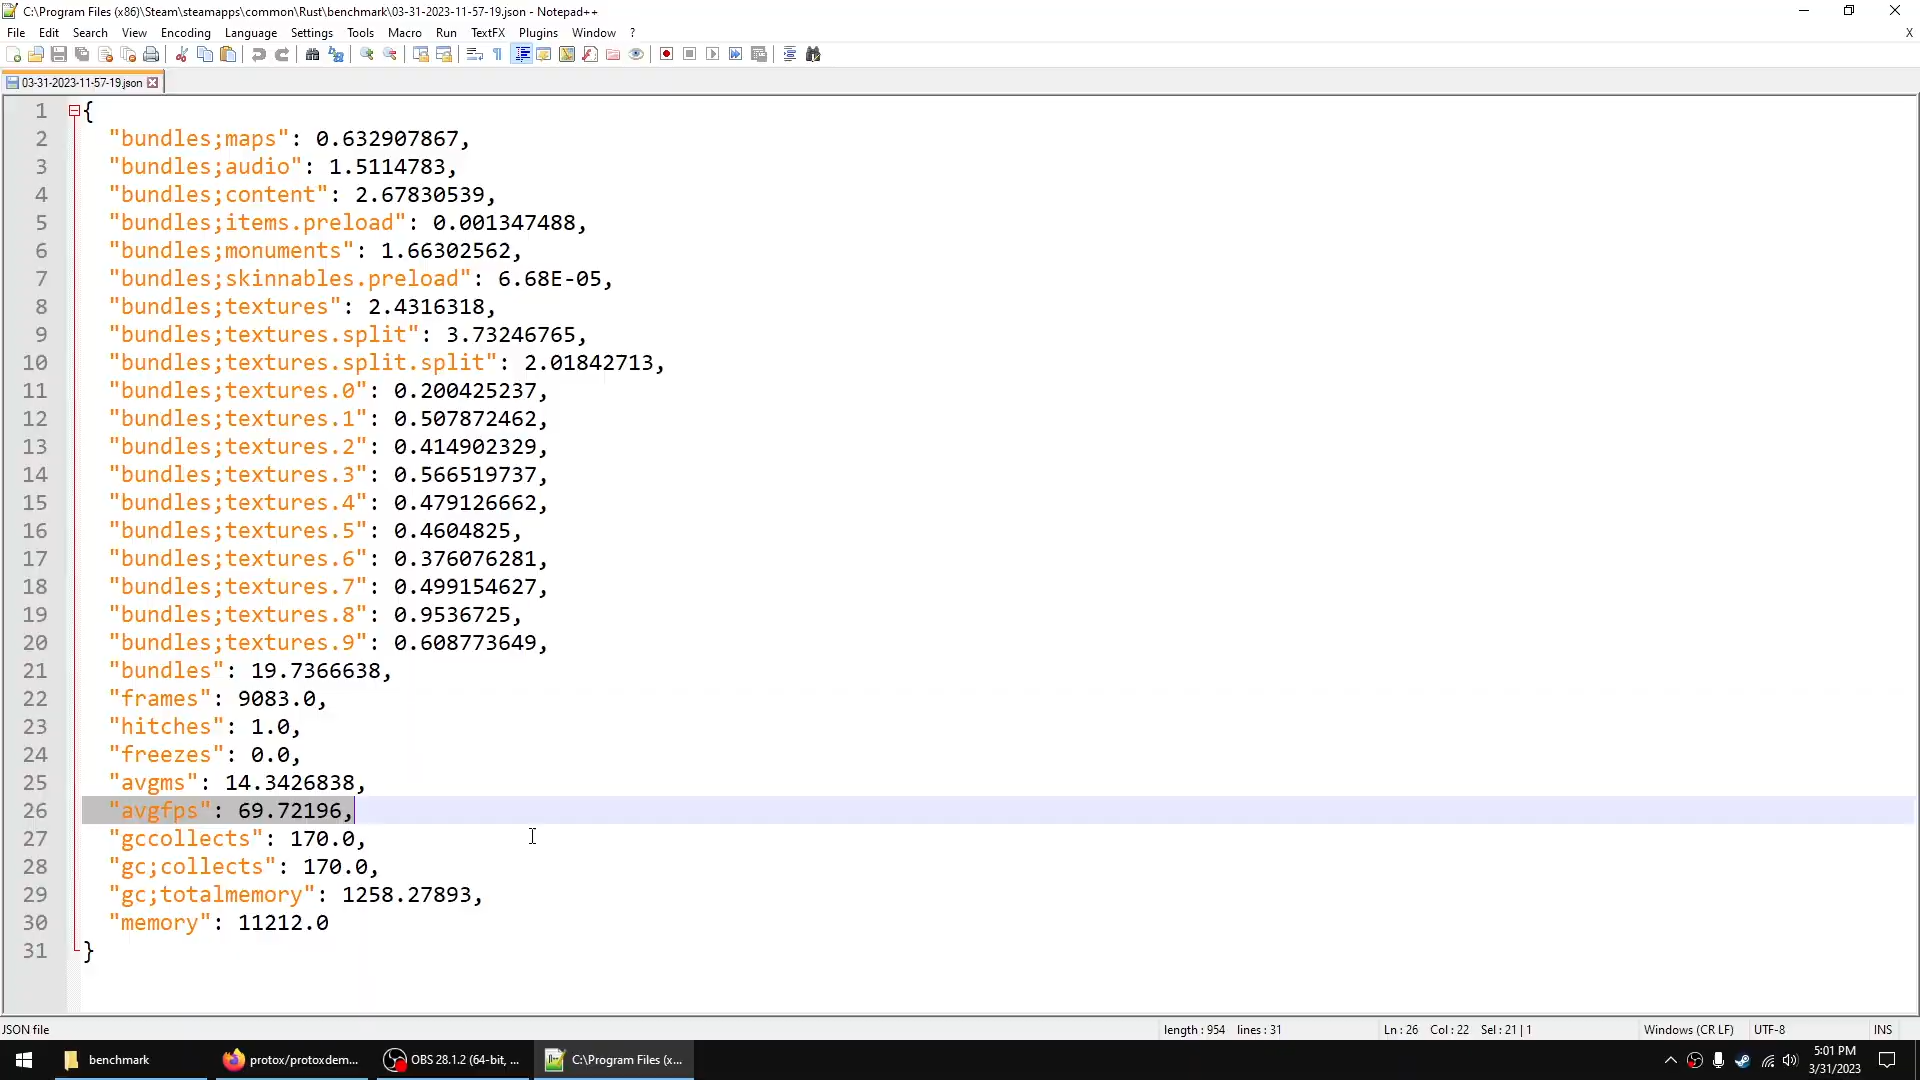 C:\Program Files (x86)\Steam\steamapps\common\Rust\benchmark\03-31-2023-11-57-19.json - Notepad++
File Edit Search View Encoding Language Settings Tools Macro Run TextFX Plugins Window ? X
03-31-2023-11-57-19.json
1 {
2 "bundles;maps": 0.632907867,
3 "bundles;audio": 1.5114783,
4 "bundles;content": 2.67830539,
5 "bundles;items.preload": 0.001347488,
6 "bundles;monuments": 1.66302562,
7 "bundles;skinnables.preload": 6.68E-05,
8 "bundles;textures": 2.4316318,
9 "bundles;textures.split": 3.73246765,
10 "bundles;textures.split.split": 2.01842713,
11 "bundles;textures.0": 0.200425237,
12 "bundles;textures.1": 0.507872462,
13 "bundles;textures.2": 0.414902329,
14 "bundles;textures.3": 0.566519737,
15 "bundles;textures.4": 0.479126662,
16 "bundles;textures.5": 0.4604825,
17 "bundles;textures.6": 0.376076281,
18 "bundles;textures.7": 0.499154627,
19 "bundles;textures.8": 0.9536725,
20 "bundles;textures.9": 0.608773649,
21 "bundles": 19.7366638,
22 "frames": 9083.0,
23 "hitches": 1.0,
24 "freezes": 0.0,
25 "avgms": 14.3426838,
26 "avgfps": 69.72196,
27 "gccollects": 170.0,
28 "gc;collects": 170.0,
29 "gc;totalmemory": 1258.27893,
30 "memory": 11212.0
31 }
JSON file length : 954 lines : 31 Ln : 26 Col : 22 Sel : 21 | 1 Windows (CR LF) UTF-8 INS
benchmark protox/protoxdem... OBS 28.1.2 (64-bit, ... C:\Program Files (x... 5:01 PM
3/31/2023